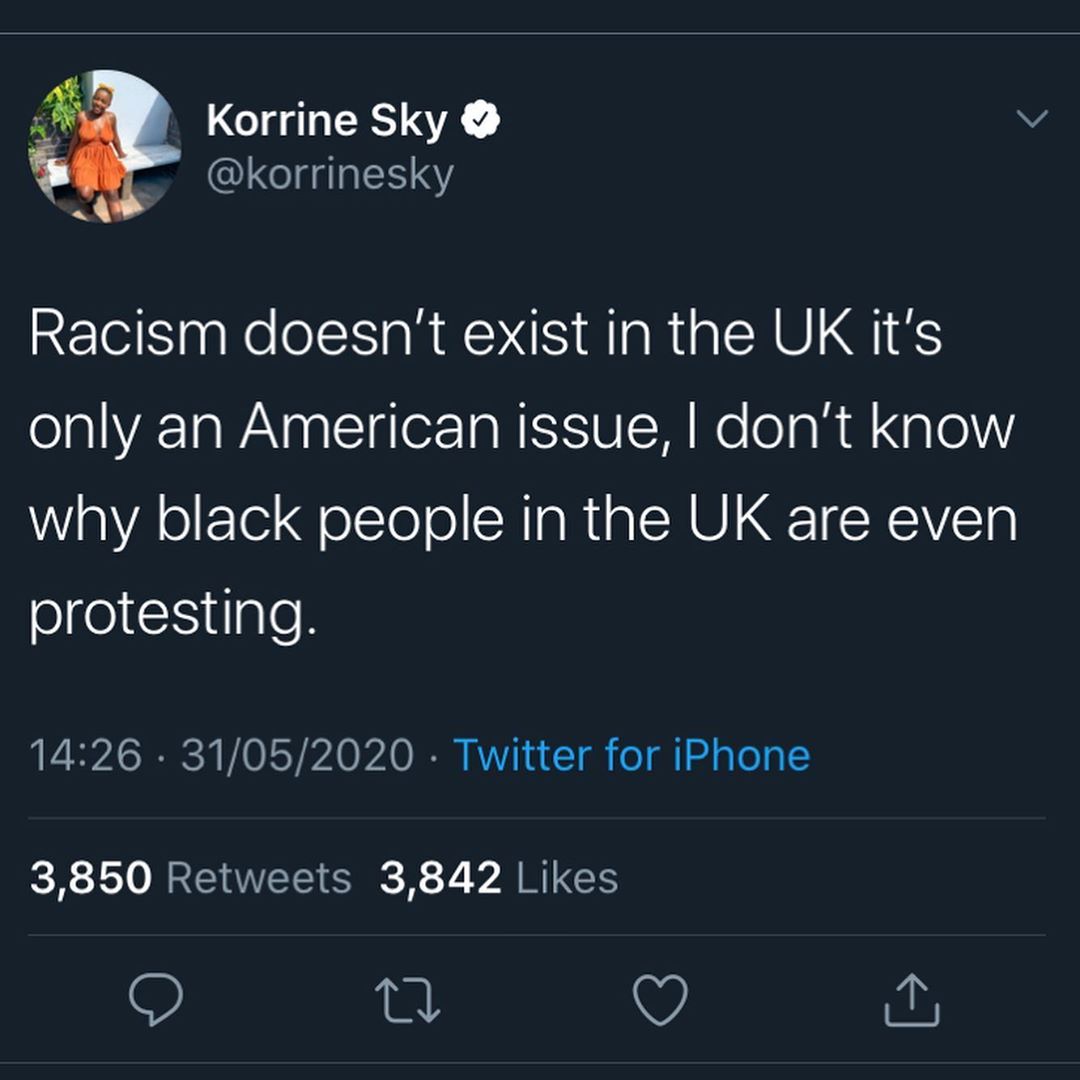 Korrine Sky
@korrinesky
Racism doesn’t exist in the UK it’s
only an American issue, I don’t know
why black people in the UK are even
protesting.
14:26 · 31/05/2020 · Twitter for iPhone
3,850 Retweets 3,842 Likes